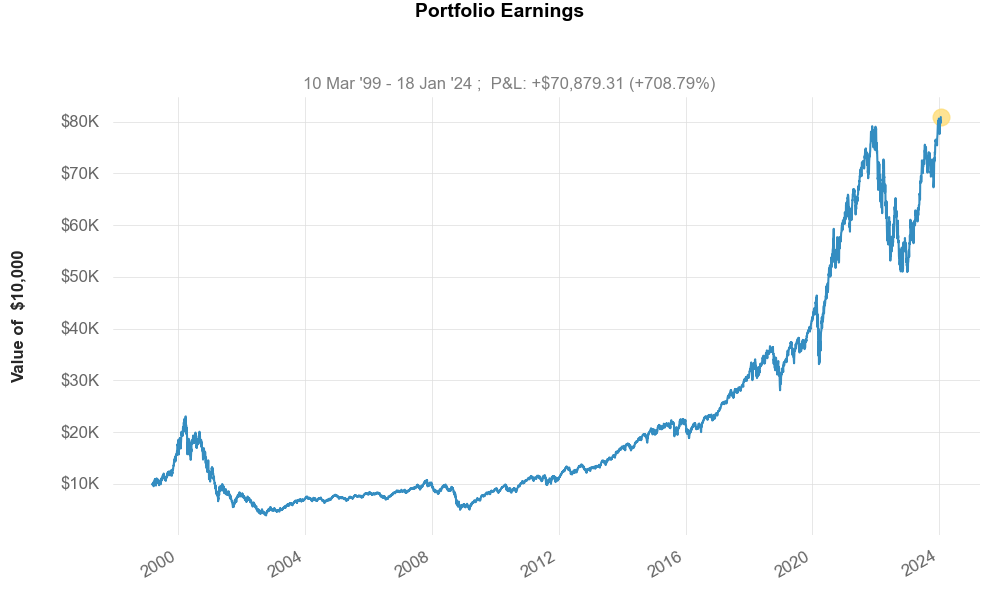 Portfolio Earnings
10 Mar '99 - 18 Jan '24 ;  P&L: +$70,879.31 (+708.79%)
Value of  $10,000
$80K
$70K
$60K
$50K
$40K
$30K
$20K
$10K
2000
2004
2008
2012
2016
2020
2024